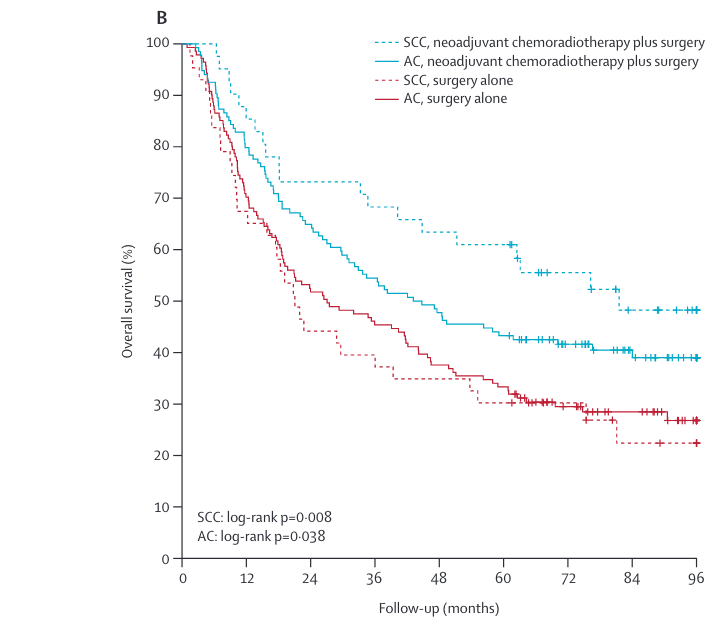 B
SCC, neoadjuvant chemoradiotherapy plus surgery
AC, neoadjuvant chemoradiotherapy plus surgery
SCC, surgery alone
AC, surgery alone
100
90
80
70
60
50
40
30
20
10
0
Overall survival (%)
SCC: log-rank p=0·008
AC: log-rank p=0·038
0 12 24 36 48 60 72 84 96
Follow-up (months)